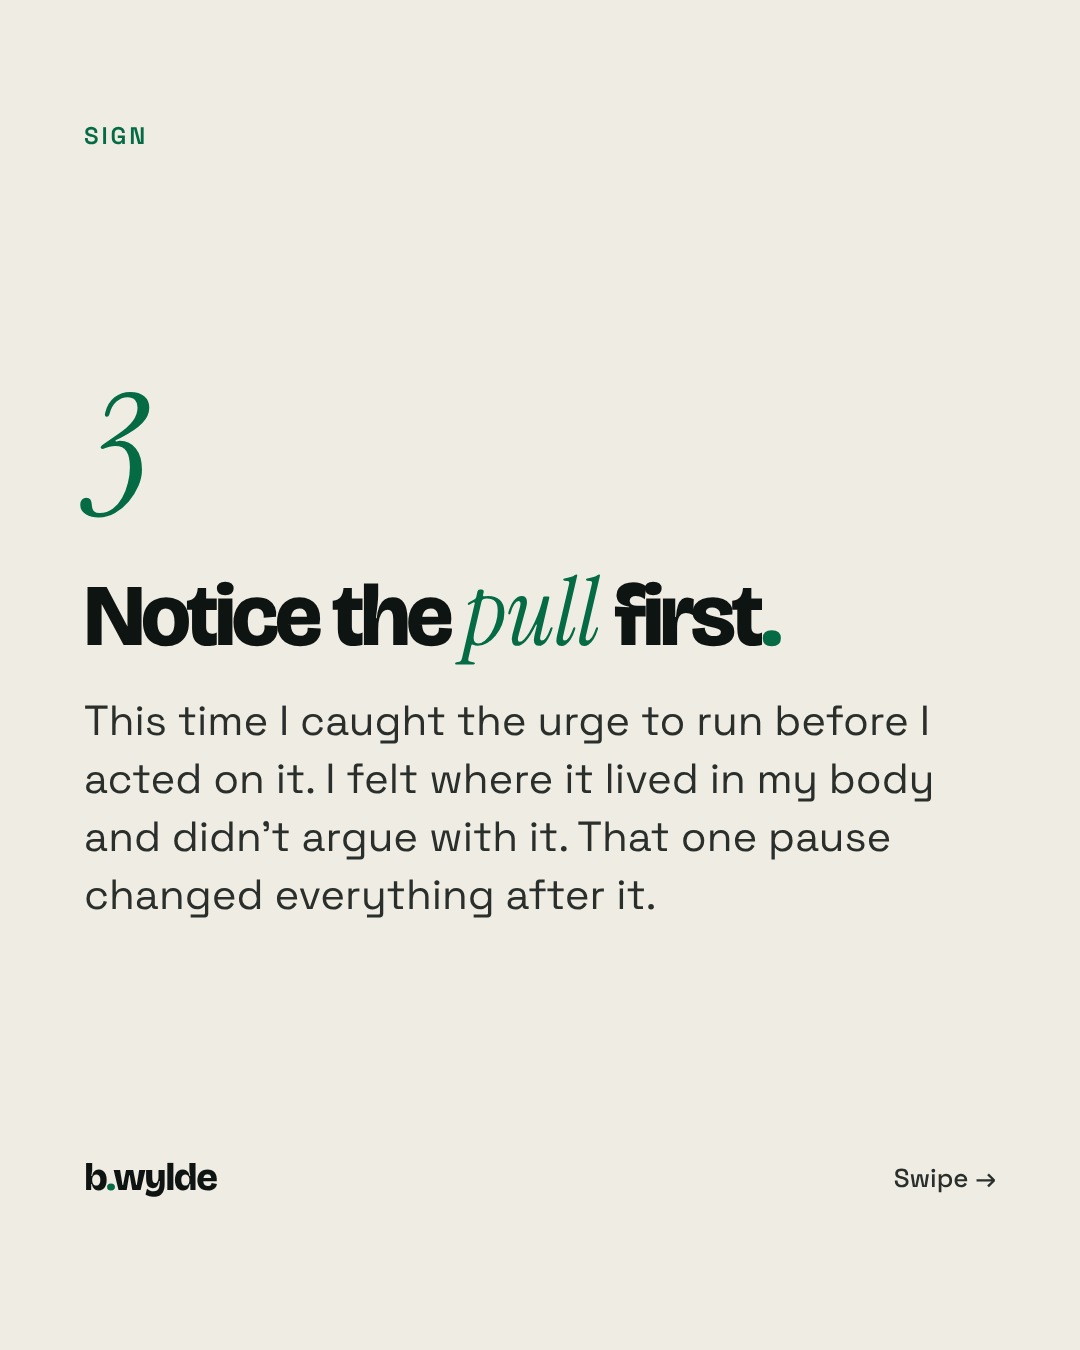 SIGN
3
Notice the pull first.
This time I caught the urge to run before I
acted on it. I felt where it lived in my body
and didn’t argue with it. That one pause
changed everything after it.
b.wylde
Swipe →